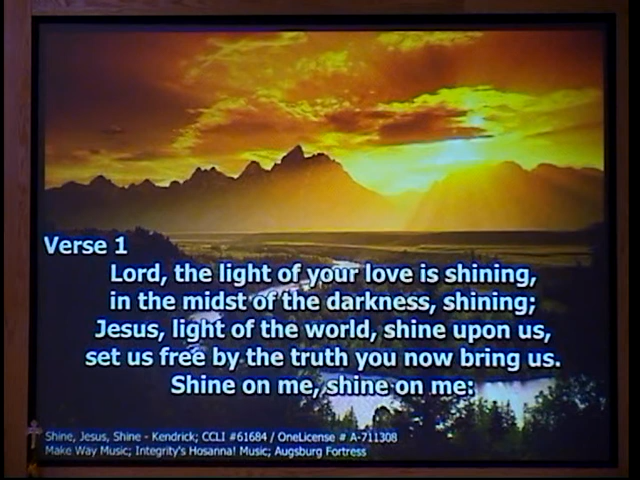 Verse 1
Lord, the light of your love is shining,
in the midst of the darkness, shining;
Jesus, light of the world, shine upon us,
set us free by the truth you now bring us.
Shine on me, shine on me:
Shine, Jesus, Shine - Kendrick; CCLI #61684 / OneLicense # A-711308
Make Way Music; Integrity's Hosanna! Music; Augsburg Fortress